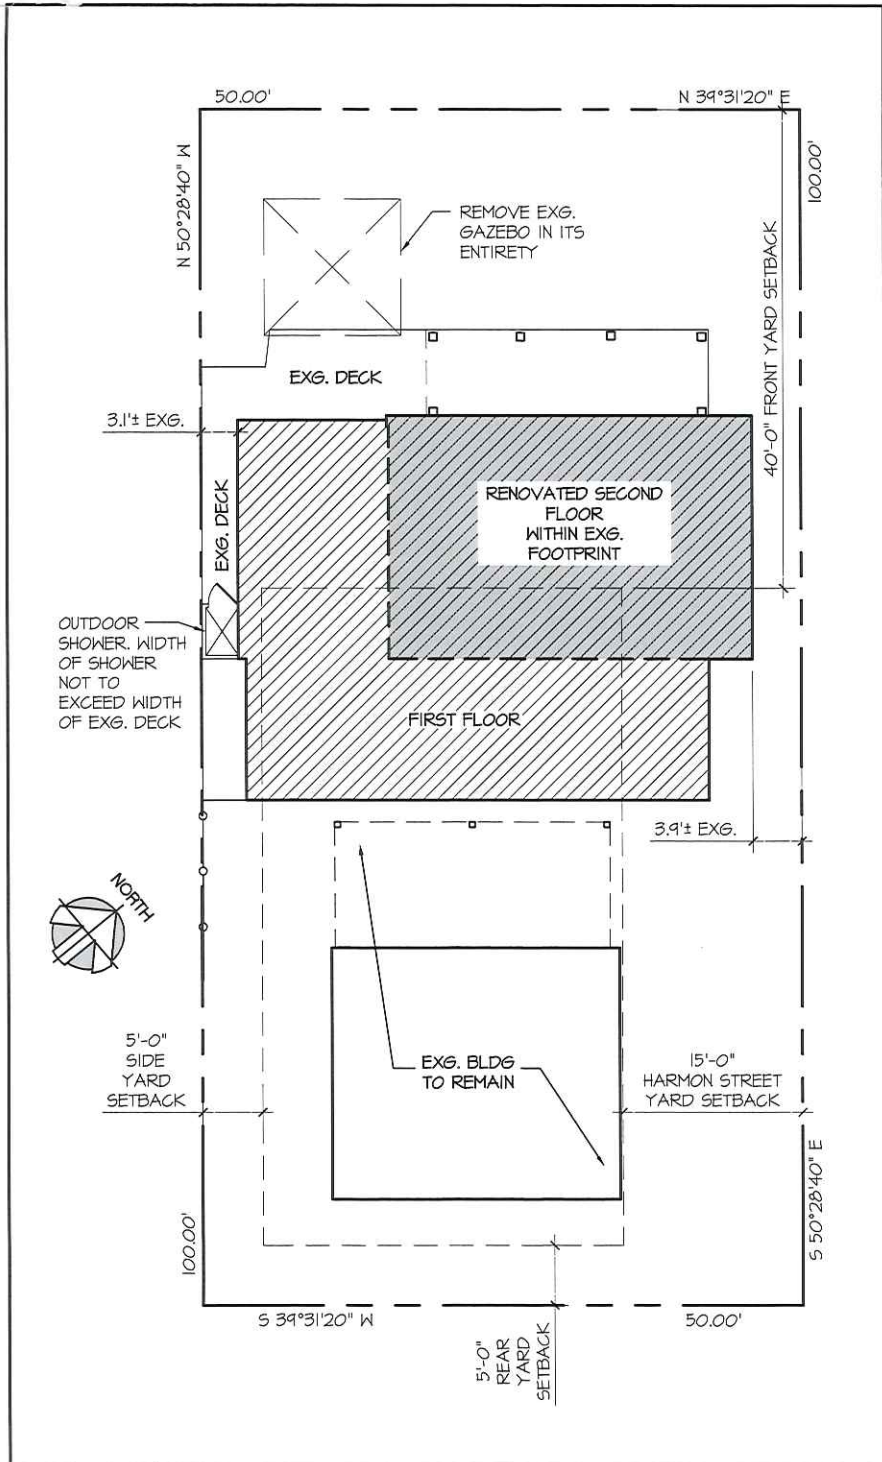 50.00'
N 39°31'20" E
N 50°28'40" W
100.00'
REMOVE EXG.
GAZEBO IN ITS
ENTIRETY
40'-0" FRONT YARD SETBACK
EXG. DECK
3.1'± EXG.
EXG. DECK
RENOVATED SECOND
FLOOR
WITHIN EXG.
FOOTPRINT
OUTDOOR
SHOWER. WIDTH
OF SHOWER
NOT TO
EXCEED WIDTH
OF EXG. DECK
FIRST FLOOR
3.9'± EXG.
NORTH
5'-0"
SIDE
YARD
SETBACK
EXG. BLDG
TO REMAIN
15'-0"
HARMON STREET
YARD SETBACK
100.00'
S 50°28'40" E
S 39°31'20" W
50.00'
5'-0"
REAR
YARD
SETBACK